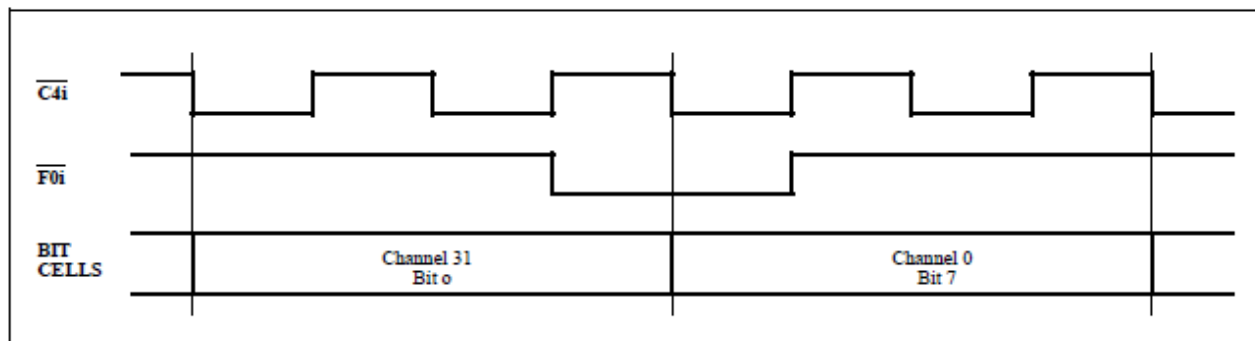 C4i
F0i
BIT
CELLS
Channel 31
Bit o
Channel 0
Bit 7